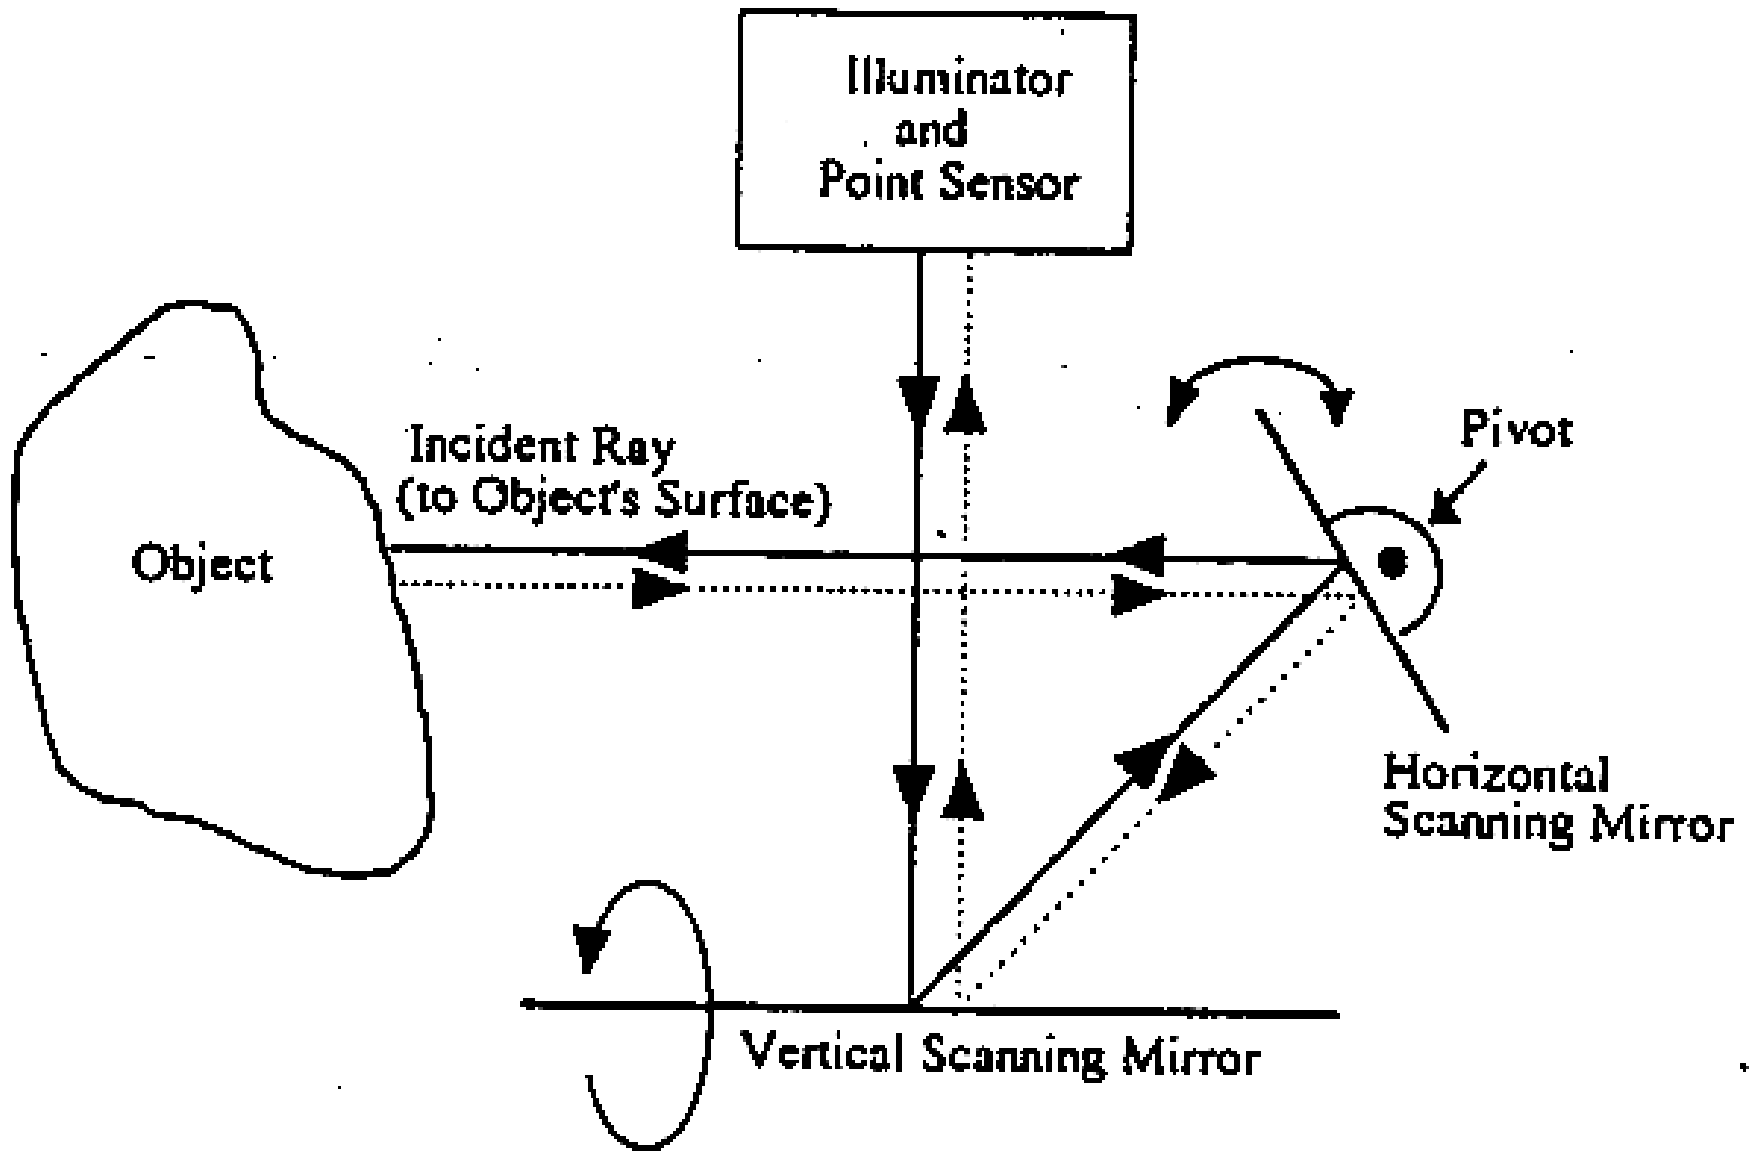 Illuminator
and
Point Sensor
Incident Ray
(to Object's Surface)
Pivot
Object
Horizontal
Scanning Mirror
Vertical Scanning Mirror